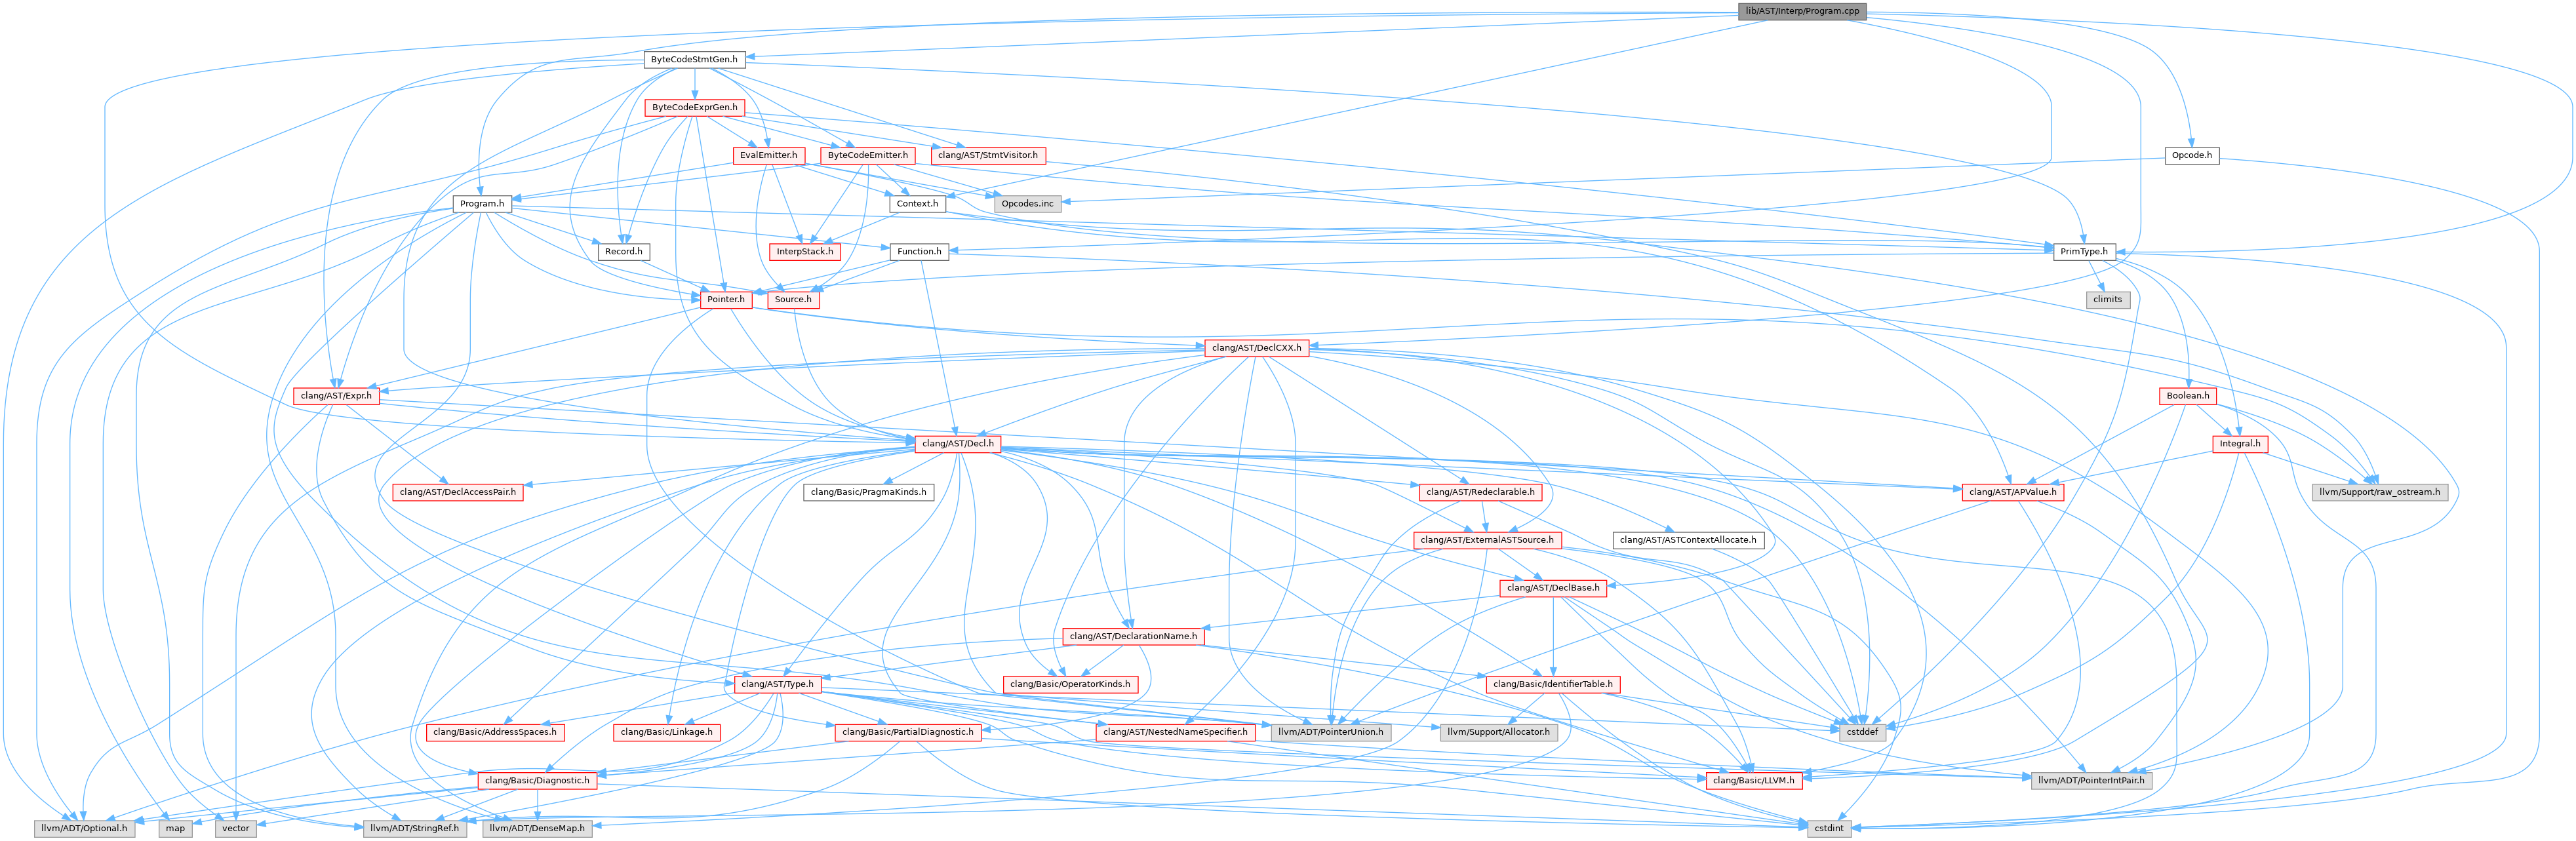 lib/AST/Interp/Program.cpp
ByteCodeStmtGen.h
ByteCodeExprGen.h
EvalEmitter.h
ByteCodeEmitter.h
clang/AST/StmtVisitor.h
Opcode.h
Program.h
Context.h
Opcodes.inc
Record.h
InterpStack.h
Function.h
PrimType.h
Pointer.h
Source.h
climits
clang/AST/DeclCXX.h
clang/AST/Expr.h
Boolean.h
clang/AST/Decl.h
Integral.h
clang/AST/DeclAccessPair.h
clang/Basic/PragmaKinds.h
clang/AST/Redeclarable.h
clang/AST/APValue.h
llvm/Support/raw_ostream.h
clang/AST/ExternalASTSource.h
clang/AST/ASTContextAllocate.h
clang/AST/DeclBase.h
clang/AST/DeclarationName.h
clang/AST/Type.h
clang/Basic/OperatorKinds.h
clang/Basic/IdentifierTable.h
clang/Basic/AddressSpaces.h
clang/Basic/Linkage.h
clang/Basic/PartialDiagnostic.h
clang/AST/NestedNameSpecifier.h
llvm/ADT/PointerUnion.h
llvm/Support/Allocator.h
cstddef
clang/Basic/Diagnostic.h
clang/Basic/LLVM.h
llvm/ADT/PointerIntPair.h
llvm/ADT/Optional.h
map
vector
llvm/ADT/StringRef.h
llvm/ADT/DenseMap.h
cstdint